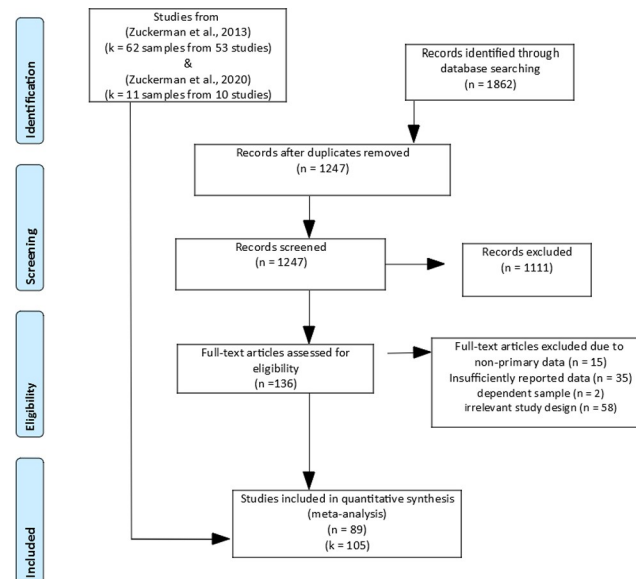 Identification
Studies from
(Zuckerman et al., 2013)
(k = 62 samples from 53 studies)
&
(Zuckerman et al., 2020)
(k = 11 samples from 10 studies)
Records identified through
database searching
(n = 1862)
Records after duplicates removed
(n = 1247)
Screening
Records screened
(n = 1247)
Records excluded
(n = 1111)
Eligibility
Full-text articles assessed for
eligibility
(n =136)
Full-text articles excluded due to
non-primary data (n = 15)
Insufficiently reported data (n = 35)
dependent sample (n = 2)
irrelevant study design (n = 58)
Included
Studies included in quantitative synthesis
(meta-analysis)
(n = 89)
(k = 105)